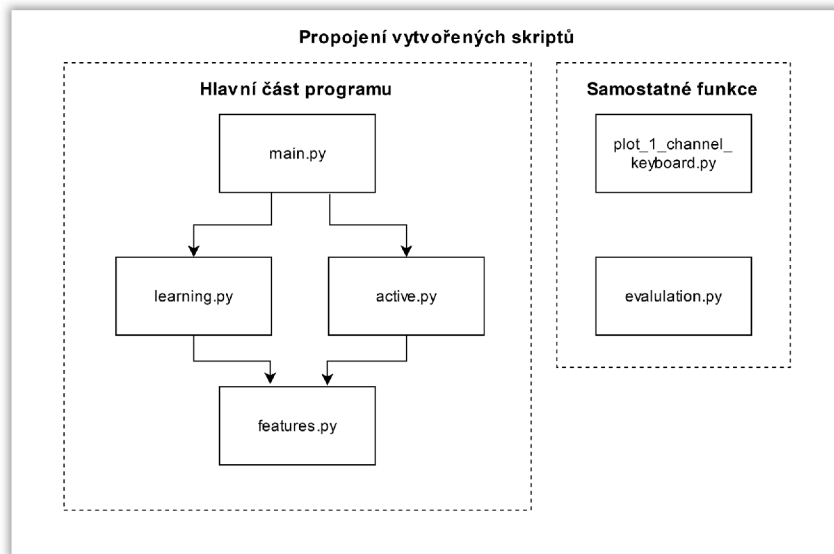 Propojení vytvořených skriptů
Hlavní část programu
main.py
learning.py
active.py
features.py
Samostatné funkce
plot_1_channel_
keyboard.py
evalulation.py